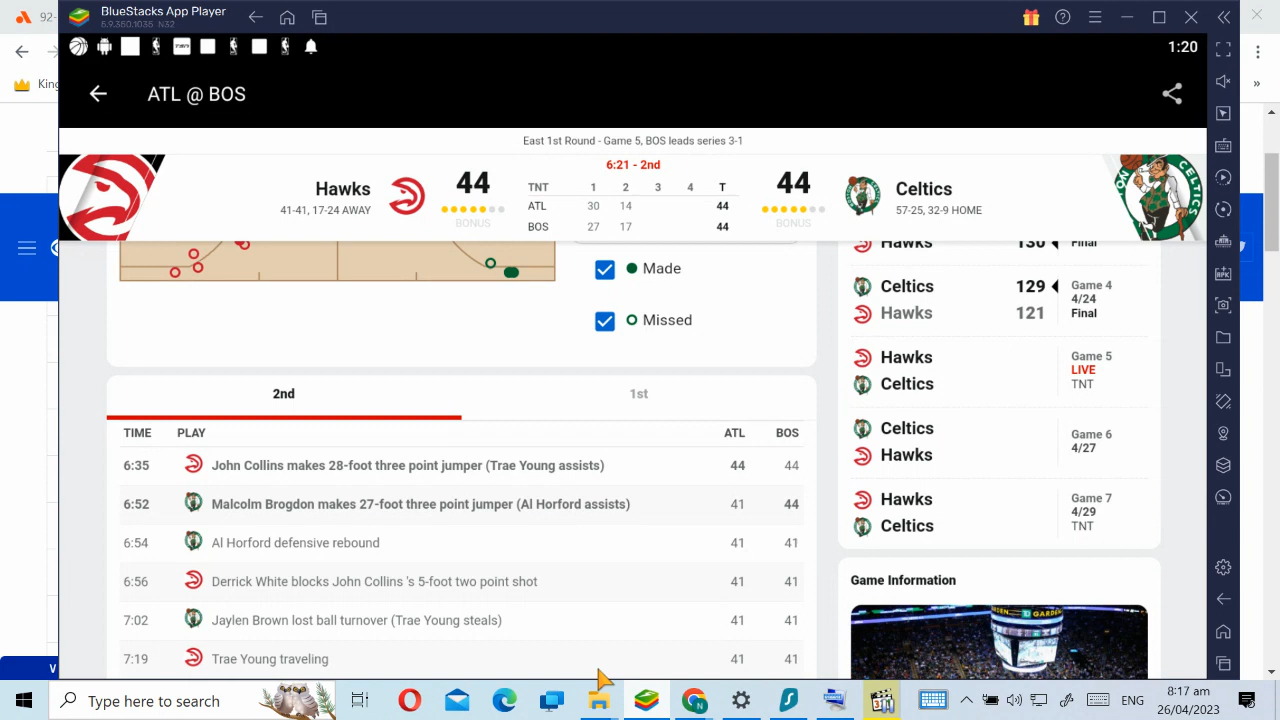 92-
BlueStacks
5.9.350.1035 N32
King
»
1:20
ATL @ BOS
East 1st Round - Game 5, BOS leads series 3-1
6:21 - 2nd
Hawks
41-41, 17-24 AWAY
44
BONUS
TNT 1 2 3 4 T
ATL 30 14 44
BOS 27 17 44
44
BONUS
Celtics
57-25, 32-9 HOME
Made
Missed
Hawks 130 Final
Celtics 129 Game 4
4/24
Hawks 121 Final
Hawks Game 5
LIVE
Celtics TNT
Celtics Game 6
Hawks 4/27
Hawks Game 7
4/29
Celtics TNT
2nd 1st
TIME PLAY ATL BOS
6:35 John Collins makes 28-foot three point jumper (Trae Young assists) 44 44
6:52 Malcolm Brogdon makes 27-foot three point jumper (Al Horford assists) 41 44
6:54 Al Horford defensive rebound 41 41
6:56 Derrick White blocks John Collins 's 5-foot two point shot 41 41
7:02 Jaylen Brown lost ball turnover (Trae Young steals) 41 41
7:19 Trae Young traveling 41 41
Game Information
TD GARDEN
Type here to search
ENG
8:17 AM